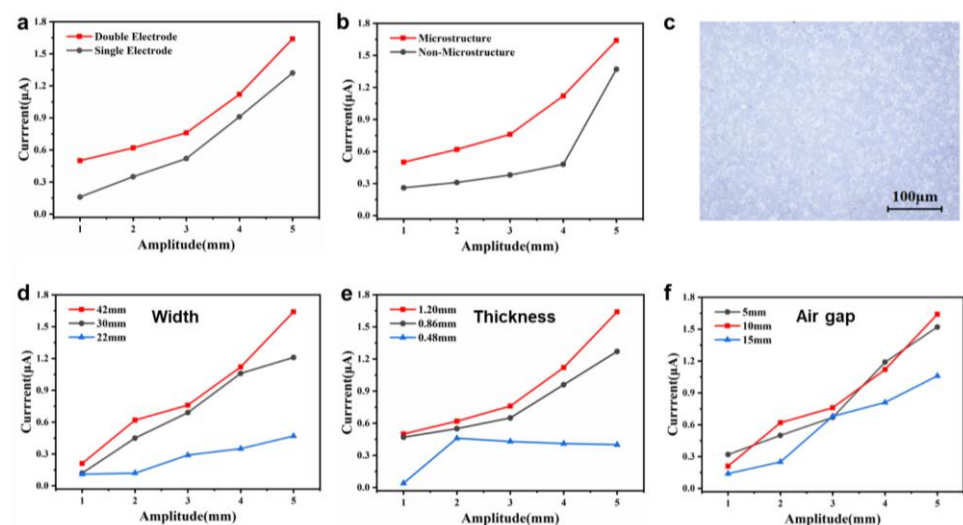 a
1.8
1.5
1.2
0.9
0.6
0.3
0.0
Currrent(μA)
Double Electrode
Single Electrode
1 2 3 4 5
Amplitude(mm)
b
1.8
1.5
1.2
0.9
0.6
0.3
0.0
Currrent(μA)
Microstructure
Non-Microstructure
1 2 3 4 5
Amplitude(mm)
c
100μm
d
1.8
1.5
1.2
0.9
0.6
0.3
0.0
Currrent(μA)
42mm
30mm
22mm
Width
1 2 3 4 5
Amplitude(mm)
e
1.8
1.5
1.2
0.9
0.6
0.3
0.0
Currrent(μA)
1.20mm
0.86mm
0.48mm
Thickness
1 2 3 4 5
Amplitude(mm)
f
1.8
1.5
1.2
0.9
0.6
0.3
0.0
Currrent(μA)
5mm
10mm
15mm
Air gap
1 2 3 4 5
Amplitude(mm)